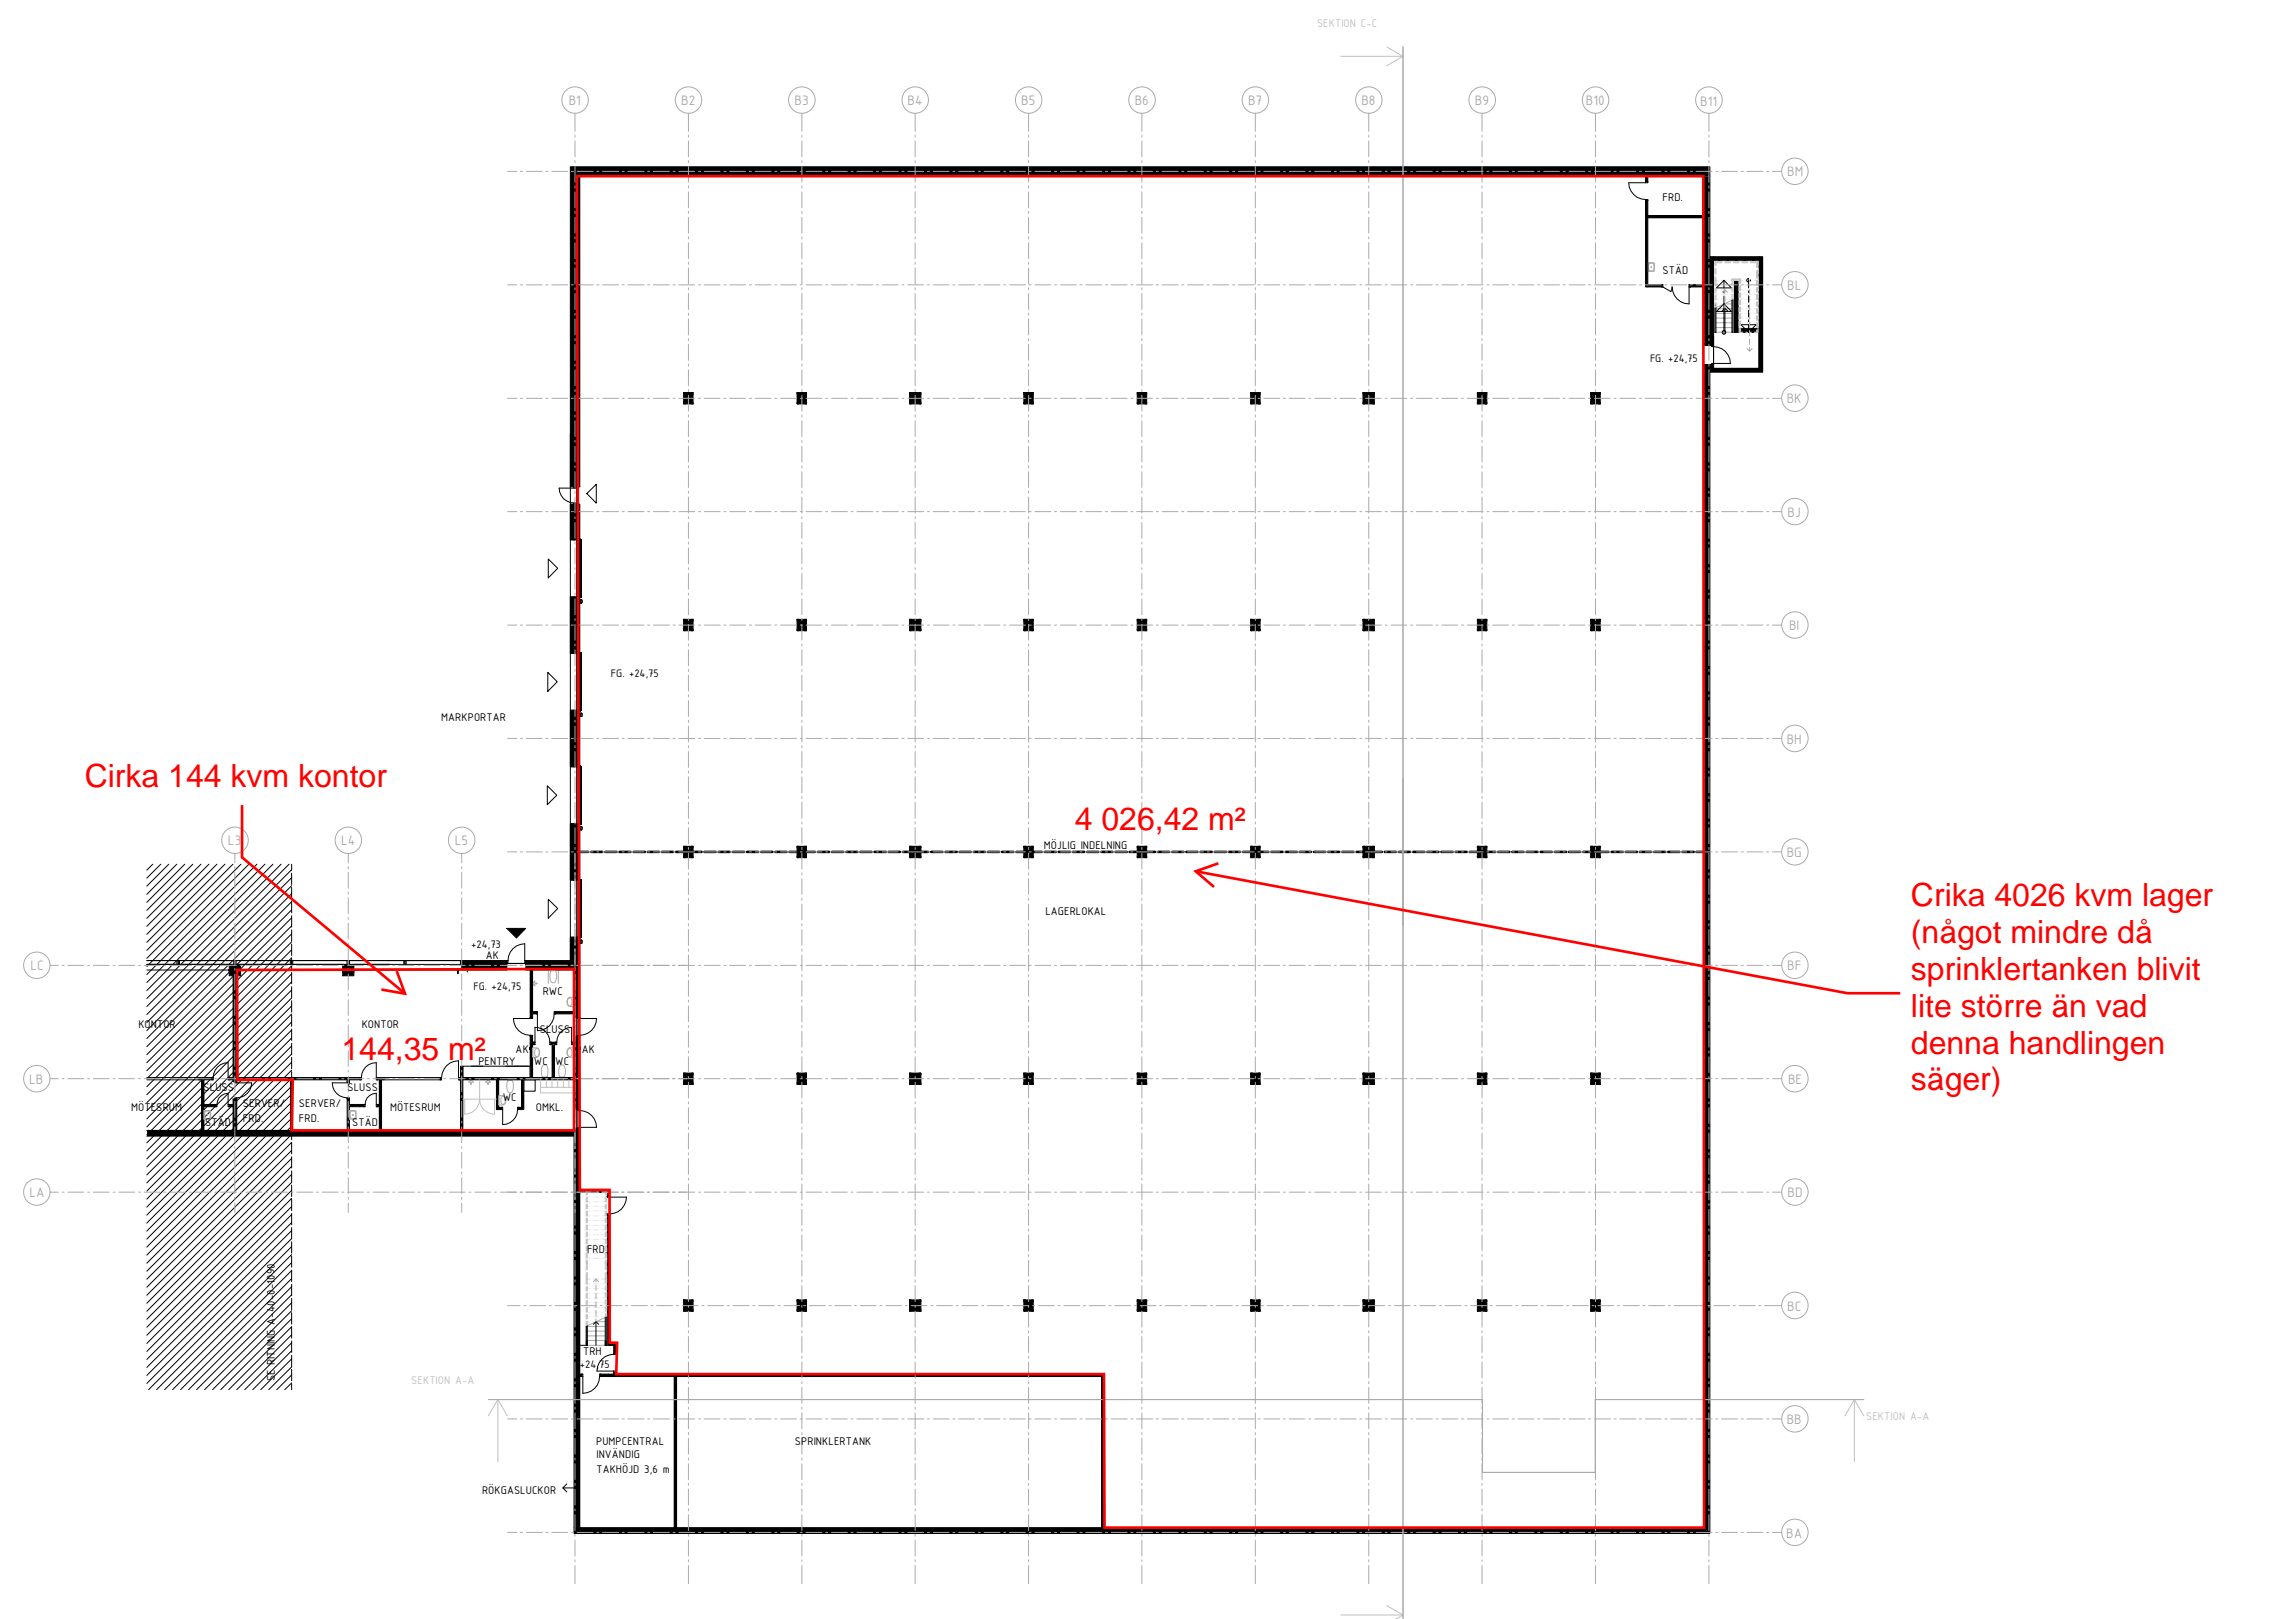 SEKTION C-C
B1 B2 B3 B4 B5 B6 B7 B8 B9 B10 B11
BM
FRD.
STÄD
BL
FG. +24,75
BK
BJ
BI
FG. +24,75
MARKPORTAR
BH
Cirka 144 kvm kontor
4 026,42 m²
L3 L4 L5
MÖJLIG INDELNING
BG
LAGERLOKAL
Crika 4026 kvm lager
(något mindre då
sprinklertanken blivit
lite större än vad
denna handlingen
säger)
+24,73
AK
LC
BF
FG. +24,75
RWC
KONTOR
KONTOR
SLUSS
144,35 m²
AK
AK
PENTRY
WC
WC
LB
BE
SLUSS
SLUSS
MÖTESRUM
SERVER/
FRD.
SERVER/
FRD.
MÖTESRUM
WC
OMKL.
STÄD
STÄD
LA
BD
FRD.
SE RITNING A-40-0-1090
BC
TRH
+24,75
SEKTION A-A
SEKTION A-A
BB
PUMPCENTRAL
INVÄNDIG
TAKHÖJD 3,6 m
SPRINKLERTANK
RÖKGASLUCKOR
BA